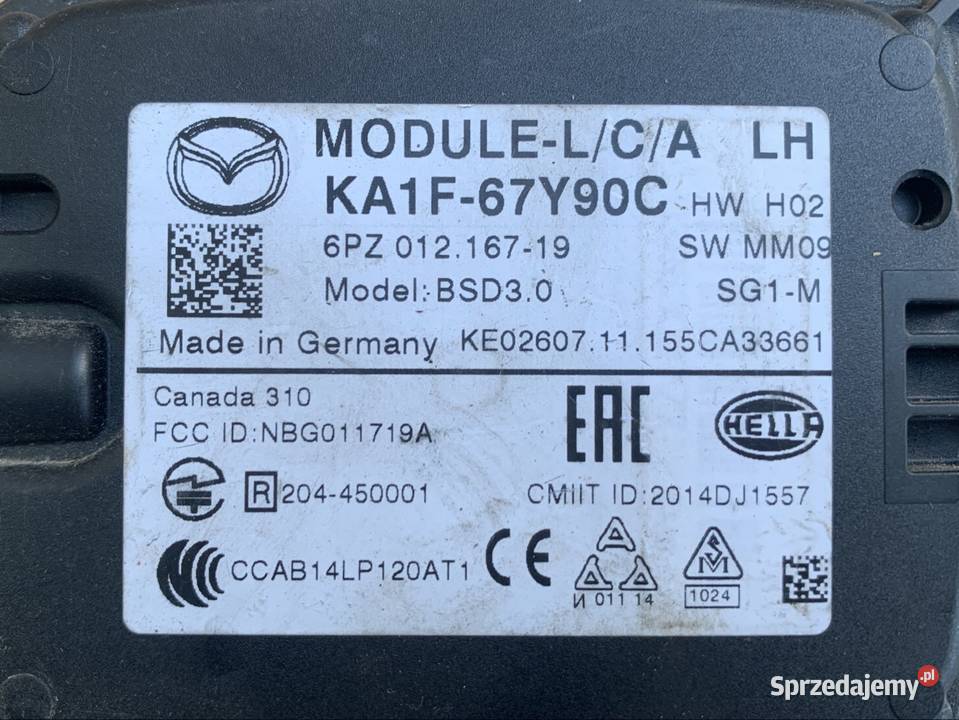 MODULE-L/C/A LH
KA1F-67Y90C HW H02
6PZ 012.167-19 SW MM09
Model: BSD3.0 SG1-M
Made in Germany KE02607.11.155CA33661
Canada 310
FCC ID:NBG011719A
EAC
HELLA
R 204-450001
CMIIT ID:2014DJ1557
CCAB14LP120AT1
CE
И 01 1 14
1024
Sprzedajemy.pl